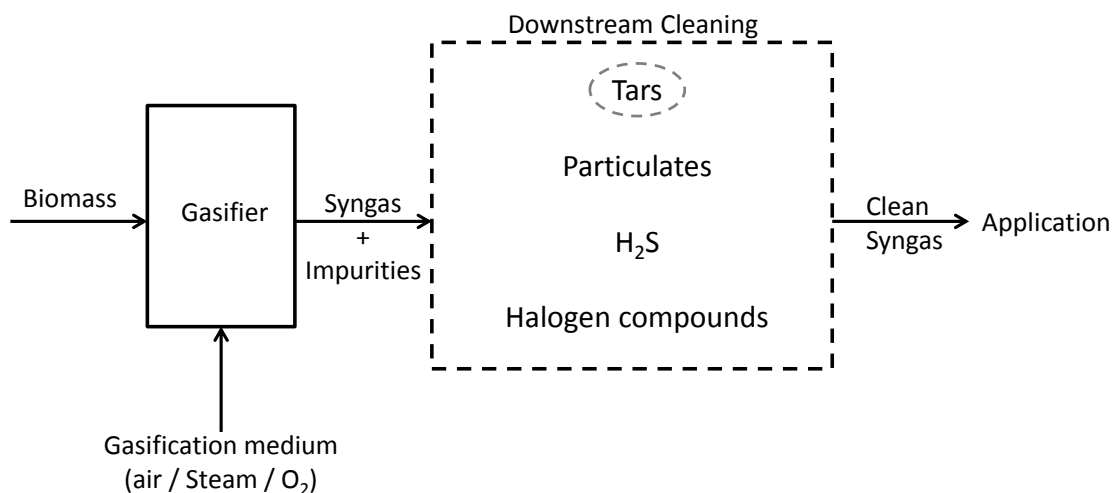 Downstream Cleaning
Tars
Particulates
H₂S
Halogen compounds
Biomass
Gasifier
Syngas
+
Impurities
Clean
Syngas
Application
Gasification medium
(air / Steam / O₂)